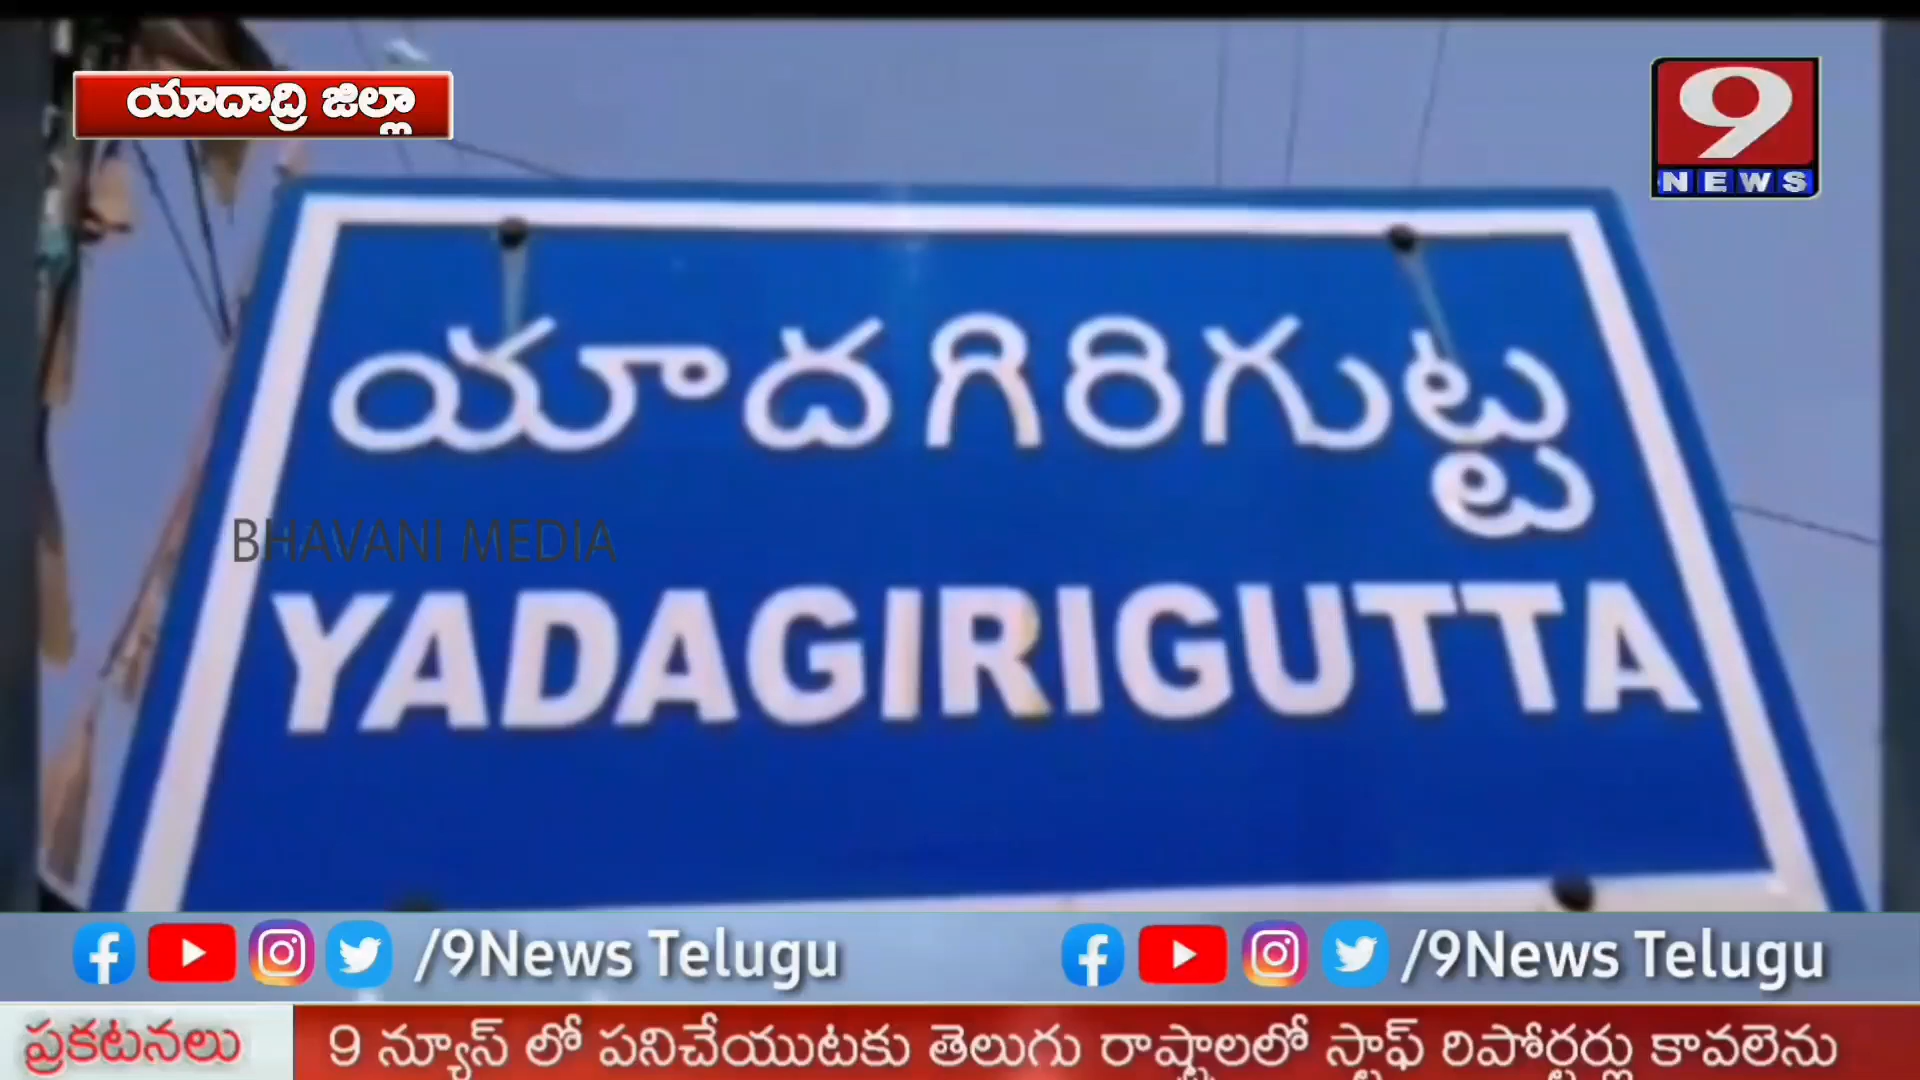 యాదాద్రి జిల్లా
9
NEWS
యాదగిరిగుట్ట
BHAVANI MEDIA
YADAGIRIGUTTA
/9News Telugu
/9News Telugu
ప్రకటనలు
9 న్యూస్ లో పనిచేయుటకు తెలుగు రాష్ట్రాలలో స్టాఫ్ రిపోర్టర్లు కావలెను